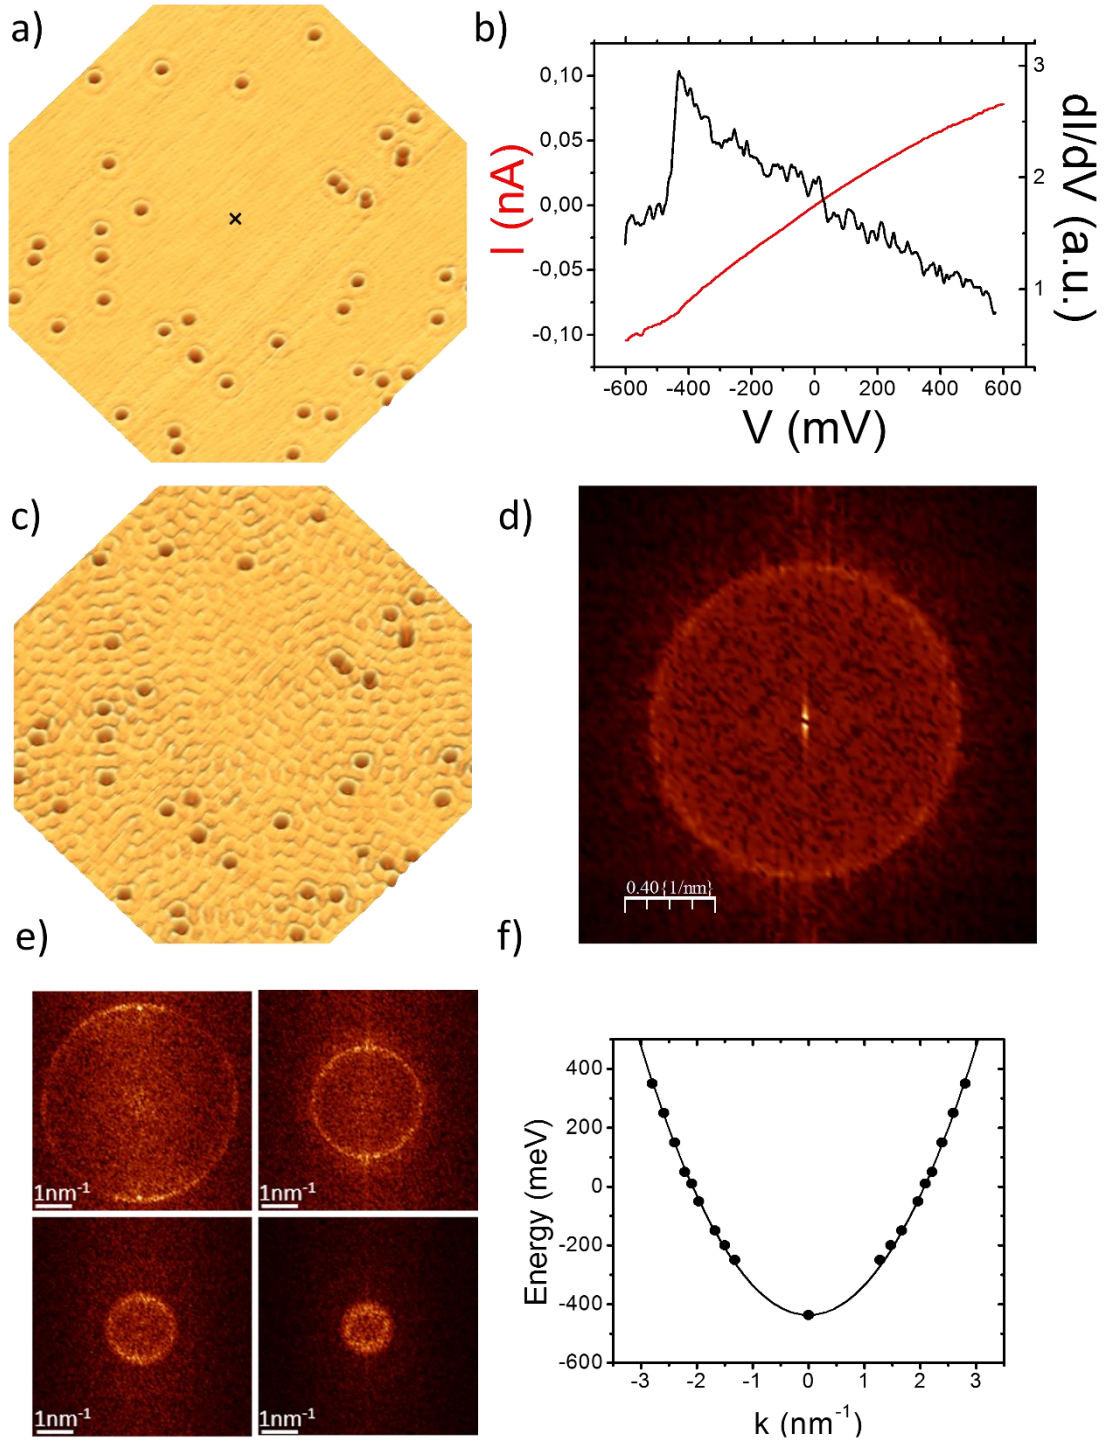 a)
b)
0,10
0,05
0,00
-0,05
-0,10
I (nA)
3
2
1
dI/dV (a.u.)
-600 -400 -200 0 200 400 600
V (mV)
c)
d)
0.40{1/nm}
e)
1nm-1
1nm-1
1nm-1
1nm-1
f)
400
200
0
-200
-400
-600
Energy (meV)
-3 -2 -1 0 1 2 3
k (nm-1)